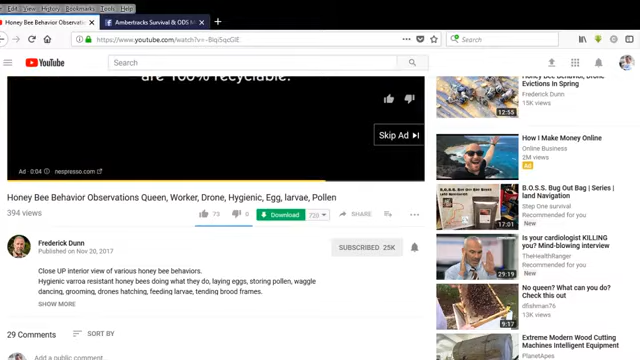 Edit View History Bookmarks Tools Help
Honey Bee Behavior Observations
Ambertracks Survival & ODS M
https://www.youtube.com/watch?v=-Blqi5qcGIE
Search
YouTube
Search
are 100% recyclable.
Skip Ad
Ad 0:04
nespresso.com
Honey Bee Behavior Observations Queen, Worker, Drone, Hygienic, Egg, larvae, Pollen
394 views
73
0
Download
720
SHARE
Frederick Dunn
Published on Nov 20, 2017
SUBSCRIBED 25K
Close UP interior view of various honey bee behaviors.
Hygienic varroa resistant honey bees doing what they do, laying eggs, storing pollen, waggle
dancing, grooming, drones hatching, feeding larvae, tending brood frames.
SHOW MORE
29 Comments
SORT BY
Add a public comment...
Honey Bee Behavior, Drone
Evictions In Spring
Frederick Dunn
15K views
12:55
How I Make Money Online
Online Business
2M views
Ad
B.O.S.S. Bug Out Bag | Series |
land Navigation
Step One survival
Recommended for you
New
17:01
Is your cardiologist KILLING
you? Mind-blowing interview
TheHealthRanger
Recommended for you
New
29:19
No queen? What can you do?
Check this out
dfishman76
13K views
9:17
Extreme Modern Wood Cutting
Machines Intelligent Equipment
PlanetApes